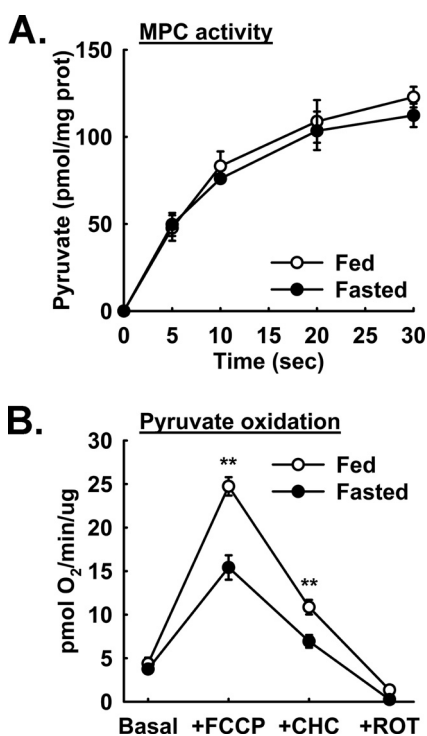 A.
MPC activity
Pyruvate (pmol/mg prot)
150
100
50
0
Fed
Fasted
0 5 10 15 20 25 30
Time (sec)
B.
Pyruvate oxidation
pmol O₂/min/ug
30
25
20
15
10
5
0
**
**
Fed
Fasted
Basal +FCCP +CHC +ROT